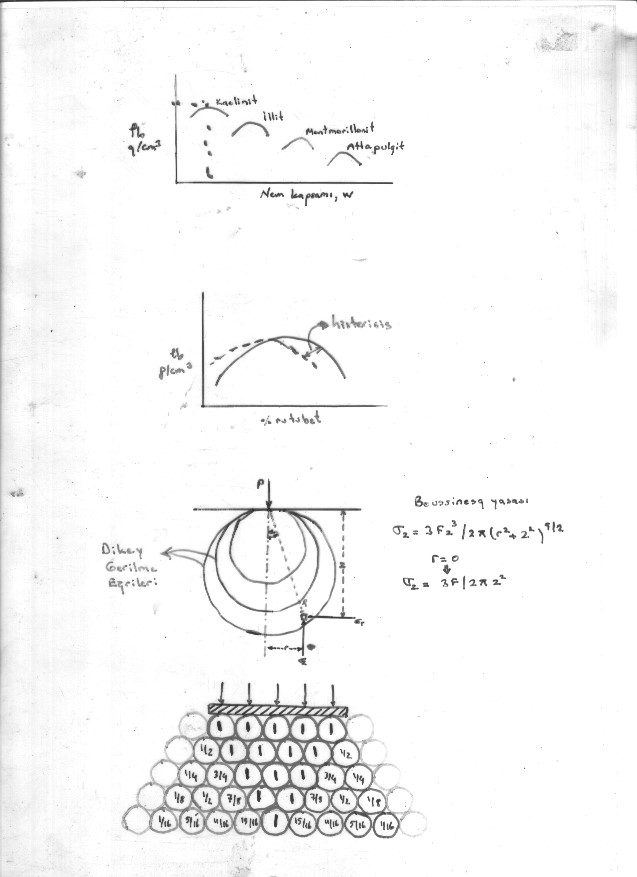 Kaolinit
illit
Montmorillonit
Attapulgit
g/cm³
Nem kapsamı, w
histerisis
g/cm³
% rutubet
P
Boussinesq yasası
σz = 3Fz³/2π(r²+z²)^5/2
r=0
σz = 3F/2πz²
Dikey
Gerilme
Eğrileri
z
r
σr
1 1 1 1 1
1/2 1 1 1 1 1/2
1/4 3/4 1 1 1 3/4 1/4
1/8 1/2 7/8 1 1 7/8 1/2 1/8
1/16 5/16 11/16 15/16 1 15/16 11/16 5/16 1/16